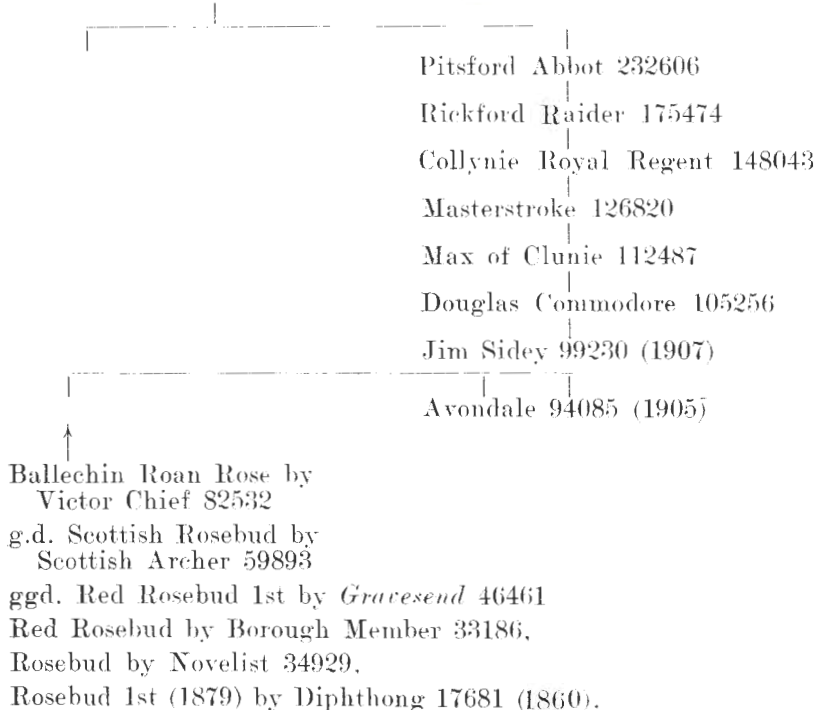 Pitsford Abbot 232606
Rickford Raider 175474
Collynie Royal Regent 148043
Masterstroke 126820
Max of Clunie 112487
Douglas Commodore 105256
Jim Sidey 99230 (1907)
Avondale 94085 (1905)
Ballechin Roan Rose by
Victor Chief 82532
g.d. Scottish Rosebud by
Scottish Archer 59893
ggd. Red Rosebud 1st by Gravesend 46461
Red Rosebud by Borough Member 33186,
Rosebud by Novelist 34929,
Rosebud 1st (1879) by Diphthong 17681 (1860).